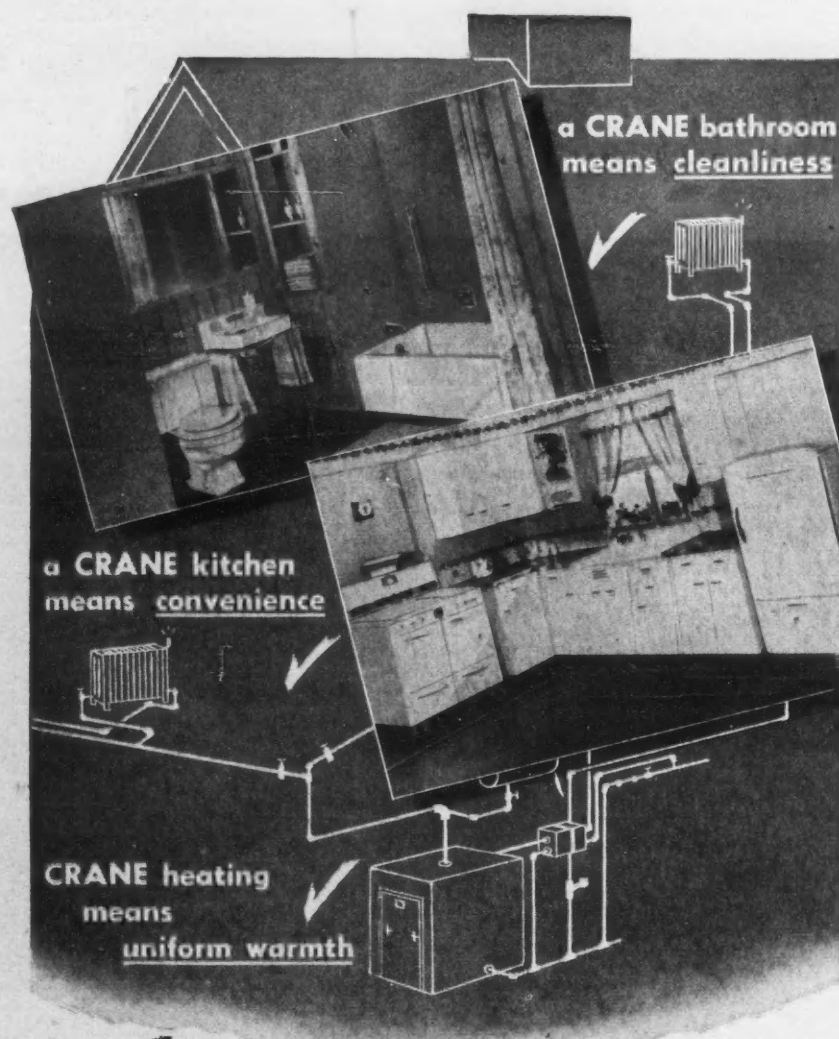 a CRANE bathroom
means cleanliness
a CRANE kitchen
means convenience
CRANE heating
means
uniform warmth